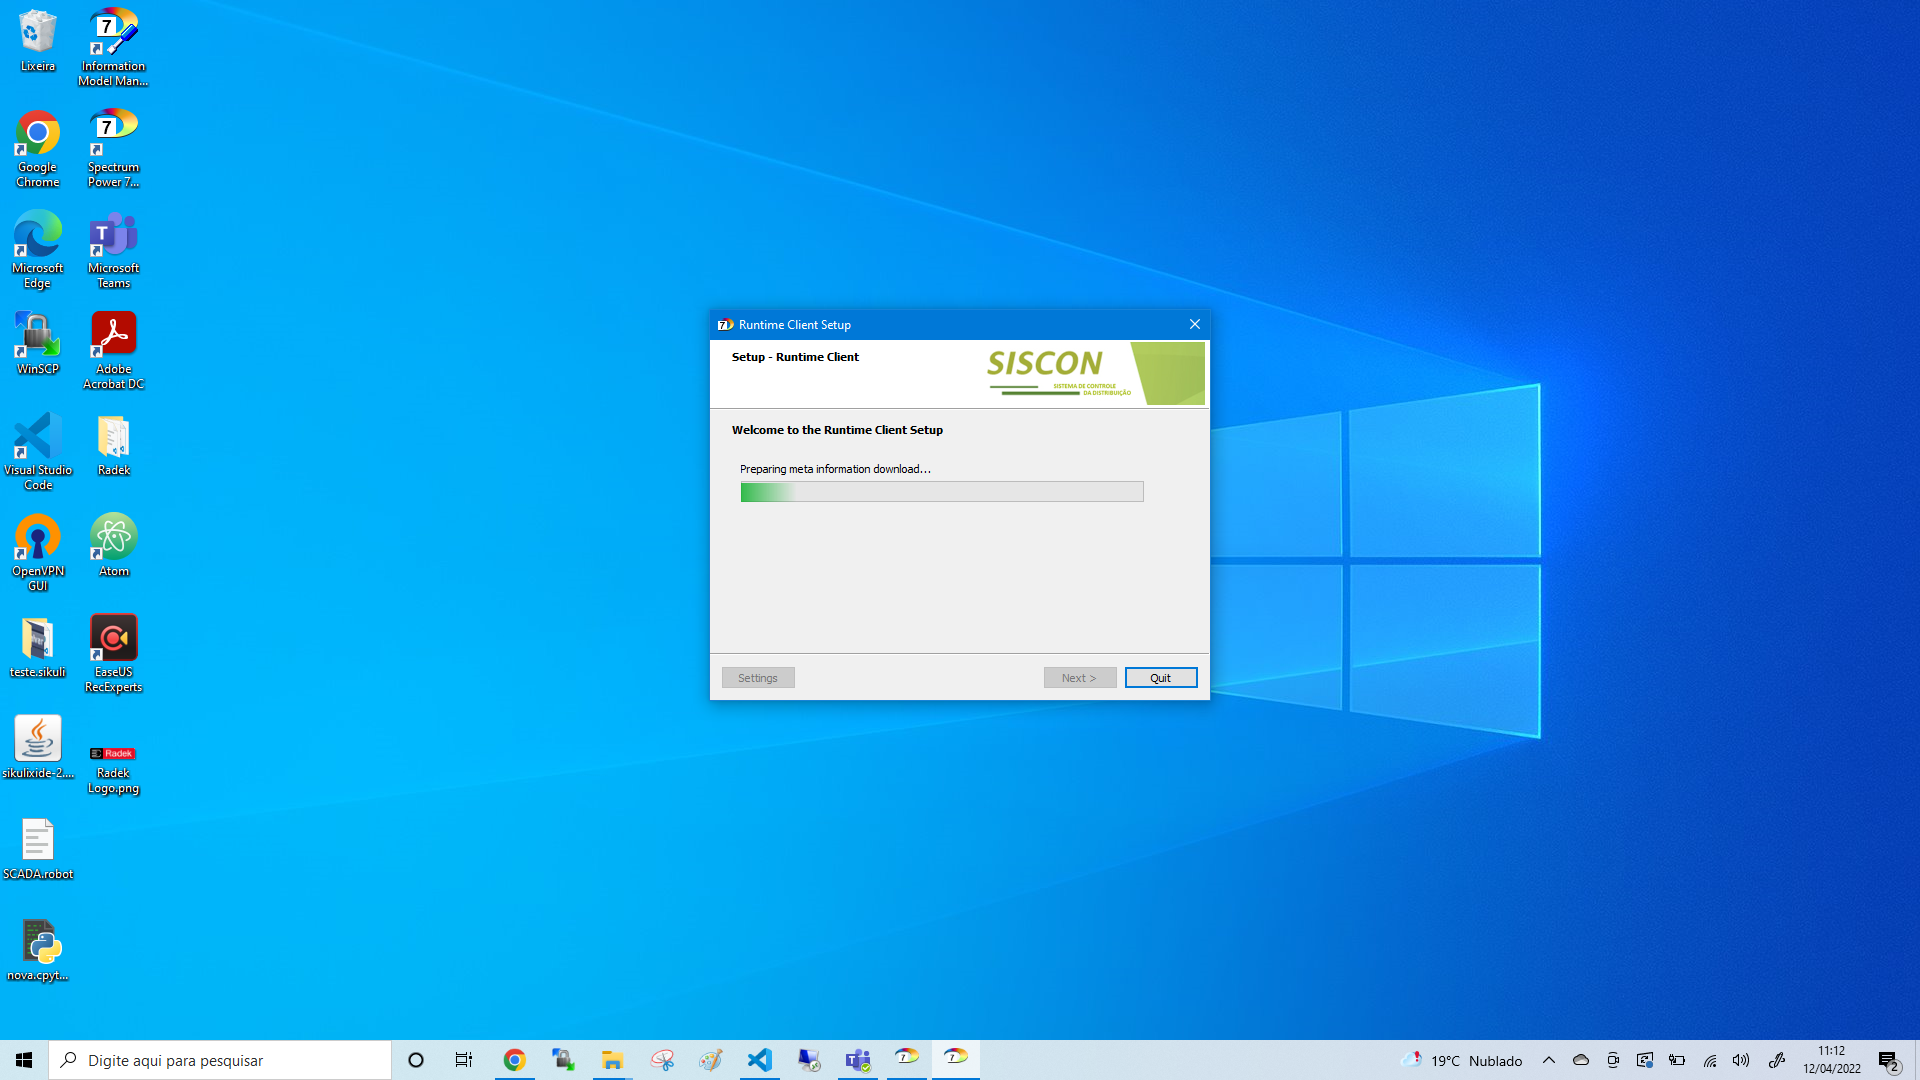 Lixeira
Information
Model Man...
Google
Chrome
Spectrum
Power 7...
Microsoft
Edge
Microsoft
Teams
WinSCP
Adobe
Acrobat DC
Visual Studio
Code
Radek
OpenVPN
GUI
Atom
teste.sikuli
EaseUS
RecExperts
sikulixide-2....
Radek
Radek
Logo.png
SCADA.robot
nova.cpyt...
7 Runtime Client Setup
Setup - Runtime Client
SISCON
SISTEMA DE CONTROLE
DA DISTRIBUIÇÃO
Welcome to the Runtime Client Setup
Preparing meta information download...
Settings
Next >
Quit
Digite aqui para pesquisar
19°C Nublado
11:12
12/04/2022
2